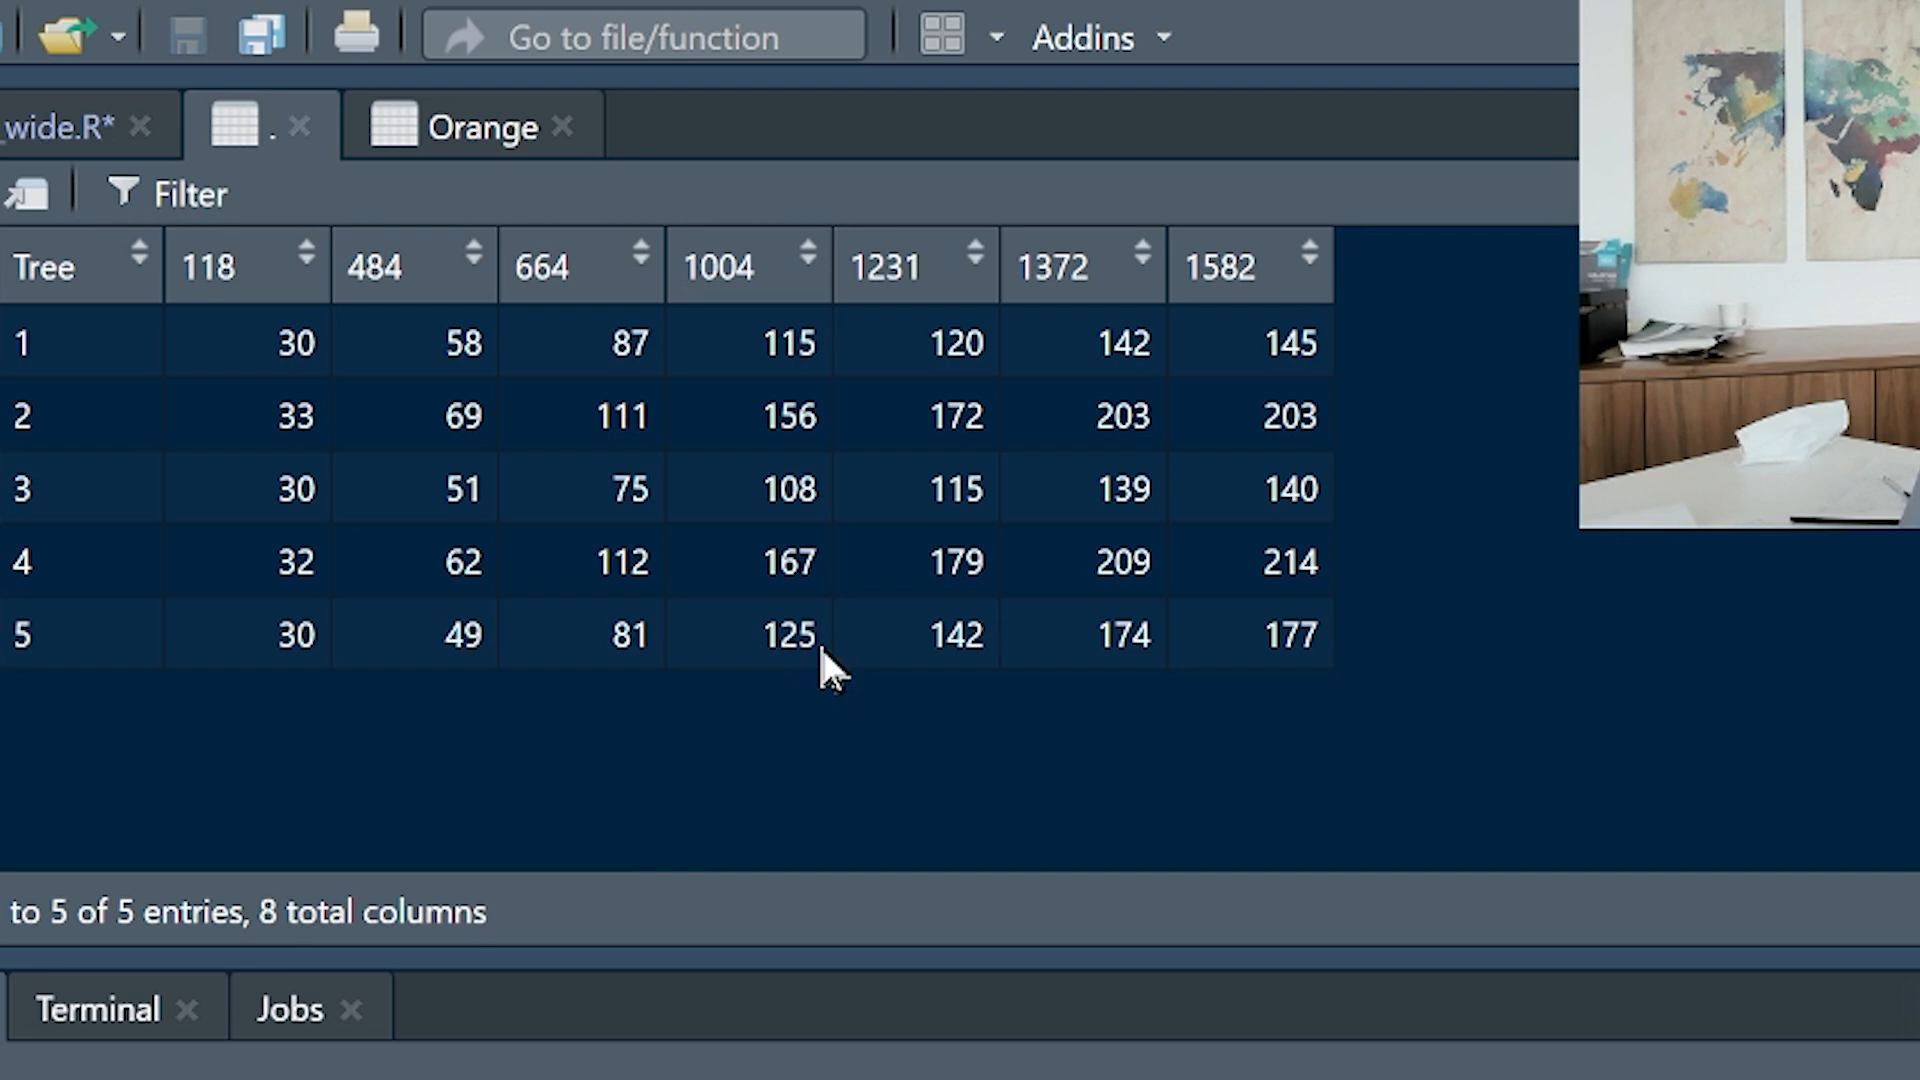 Go to file/function Addins
_wide.R* . Orange
Filter
Tree 118 484 664 1004 1231 1372 1582
1 30 58 87 115 120 142 145
2 33 69 111 156 172 203 203
3 30 51 75 108 115 139 140
4 32 62 112 167 179 209 214
5 30 49 81 125 142 174 177
to 5 of 5 entries, 8 total columns
Terminal Jobs